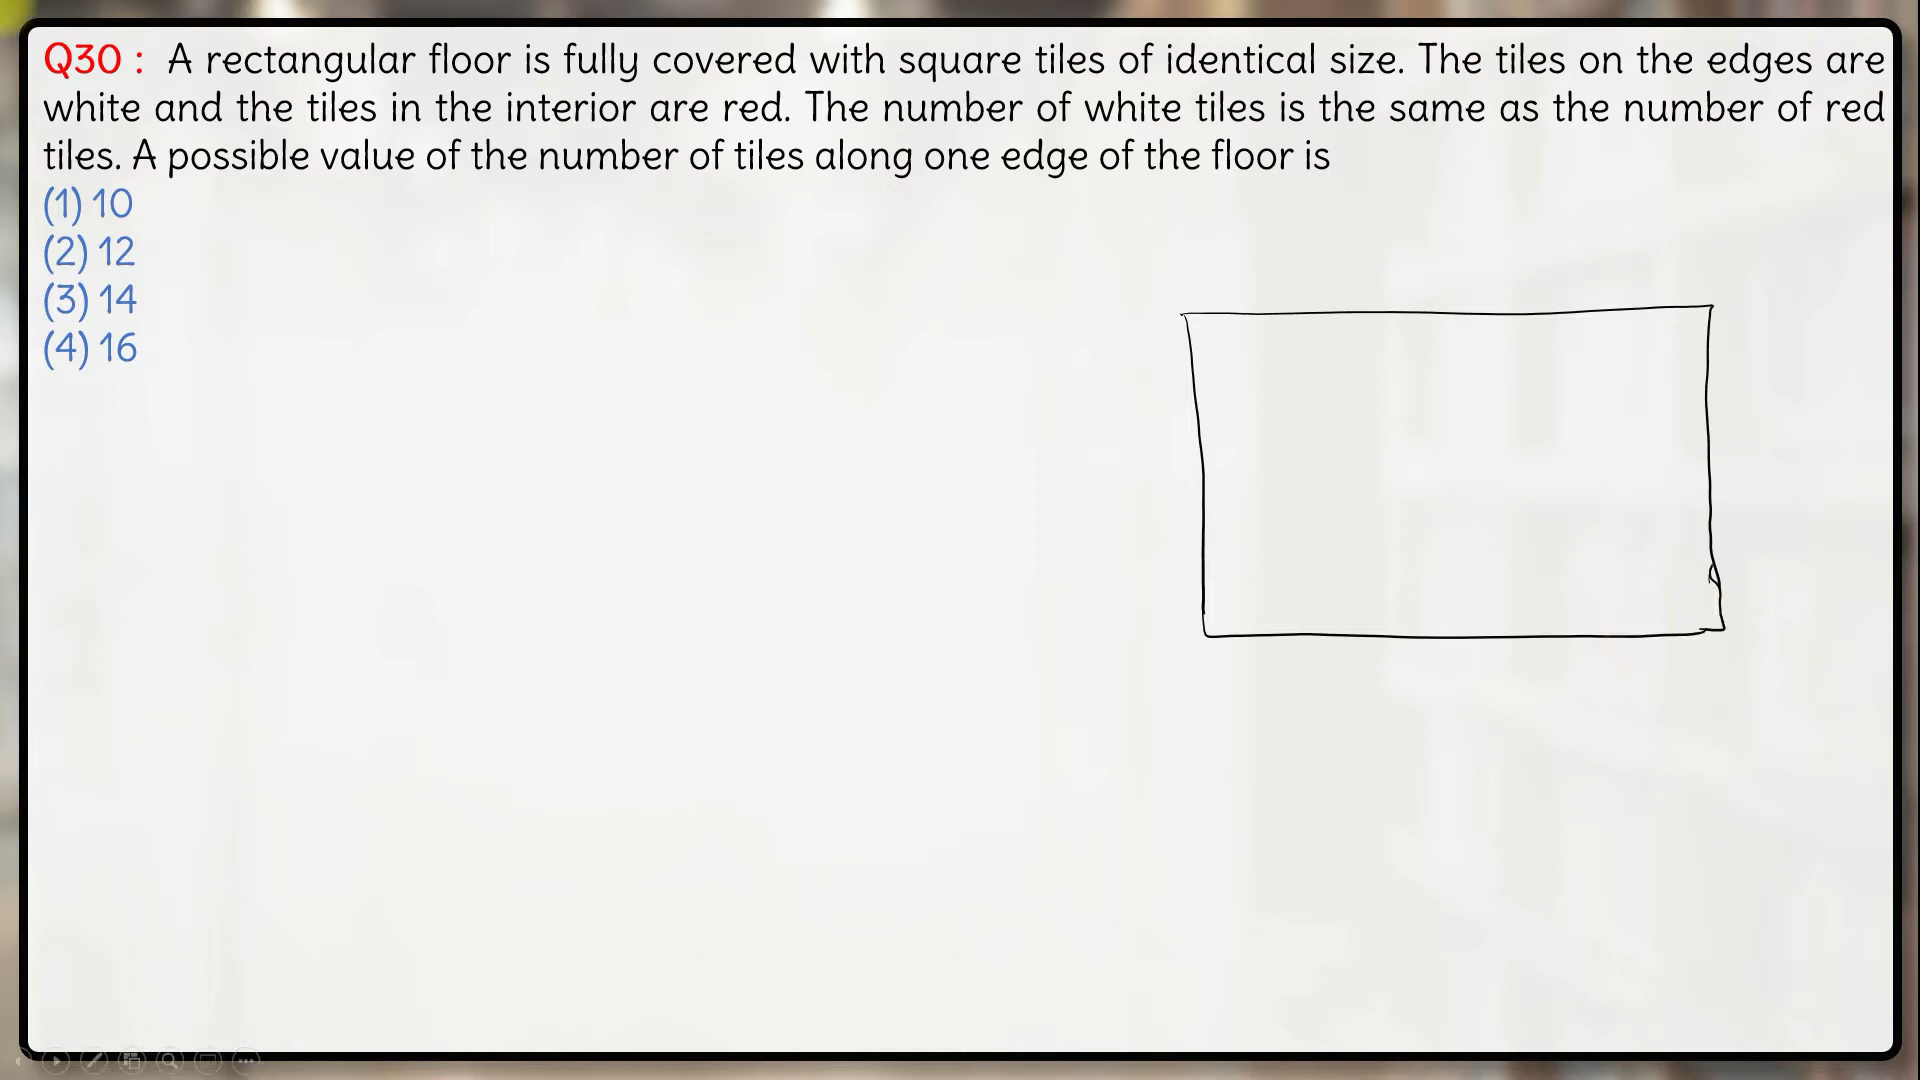 Q30 : A rectangular floor is fully covered with square tiles of identical size. The tiles on the edges are
white and the tiles in the interior are red. The number of white tiles is the same as the number of red
tiles. A possible value of the number of tiles along one edge of the floor is
(1) 10
(2) 12
(3) 14
(4) 16